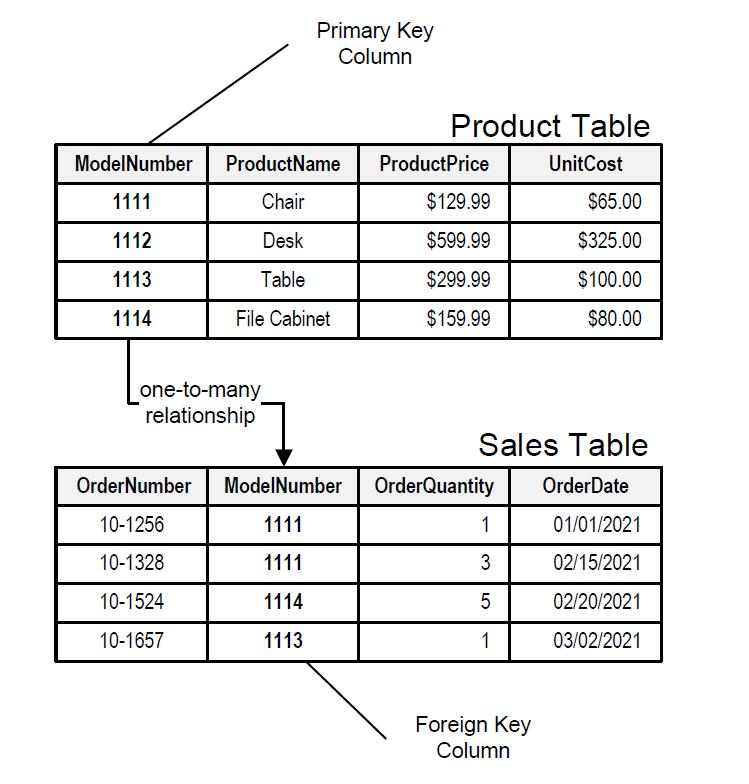 Primary Key
Column
Product Table
ModelNumber ProductName ProductPrice UnitCost
1111 Chair $129.99 $65.00
1112 Desk $599.99 $325.00
1113 Table $299.99 $100.00
1114 File Cabinet $159.99 $80.00
one-to-many
relationship
Sales Table
OrderNumber ModelNumber OrderQuantity OrderDate
10-1256 1111 1 01/01/2021
10-1328 1111 3 02/15/2021
10-1524 1114 5 02/20/2021
10-1657 1113 1 03/02/2021
Foreign Key
Column